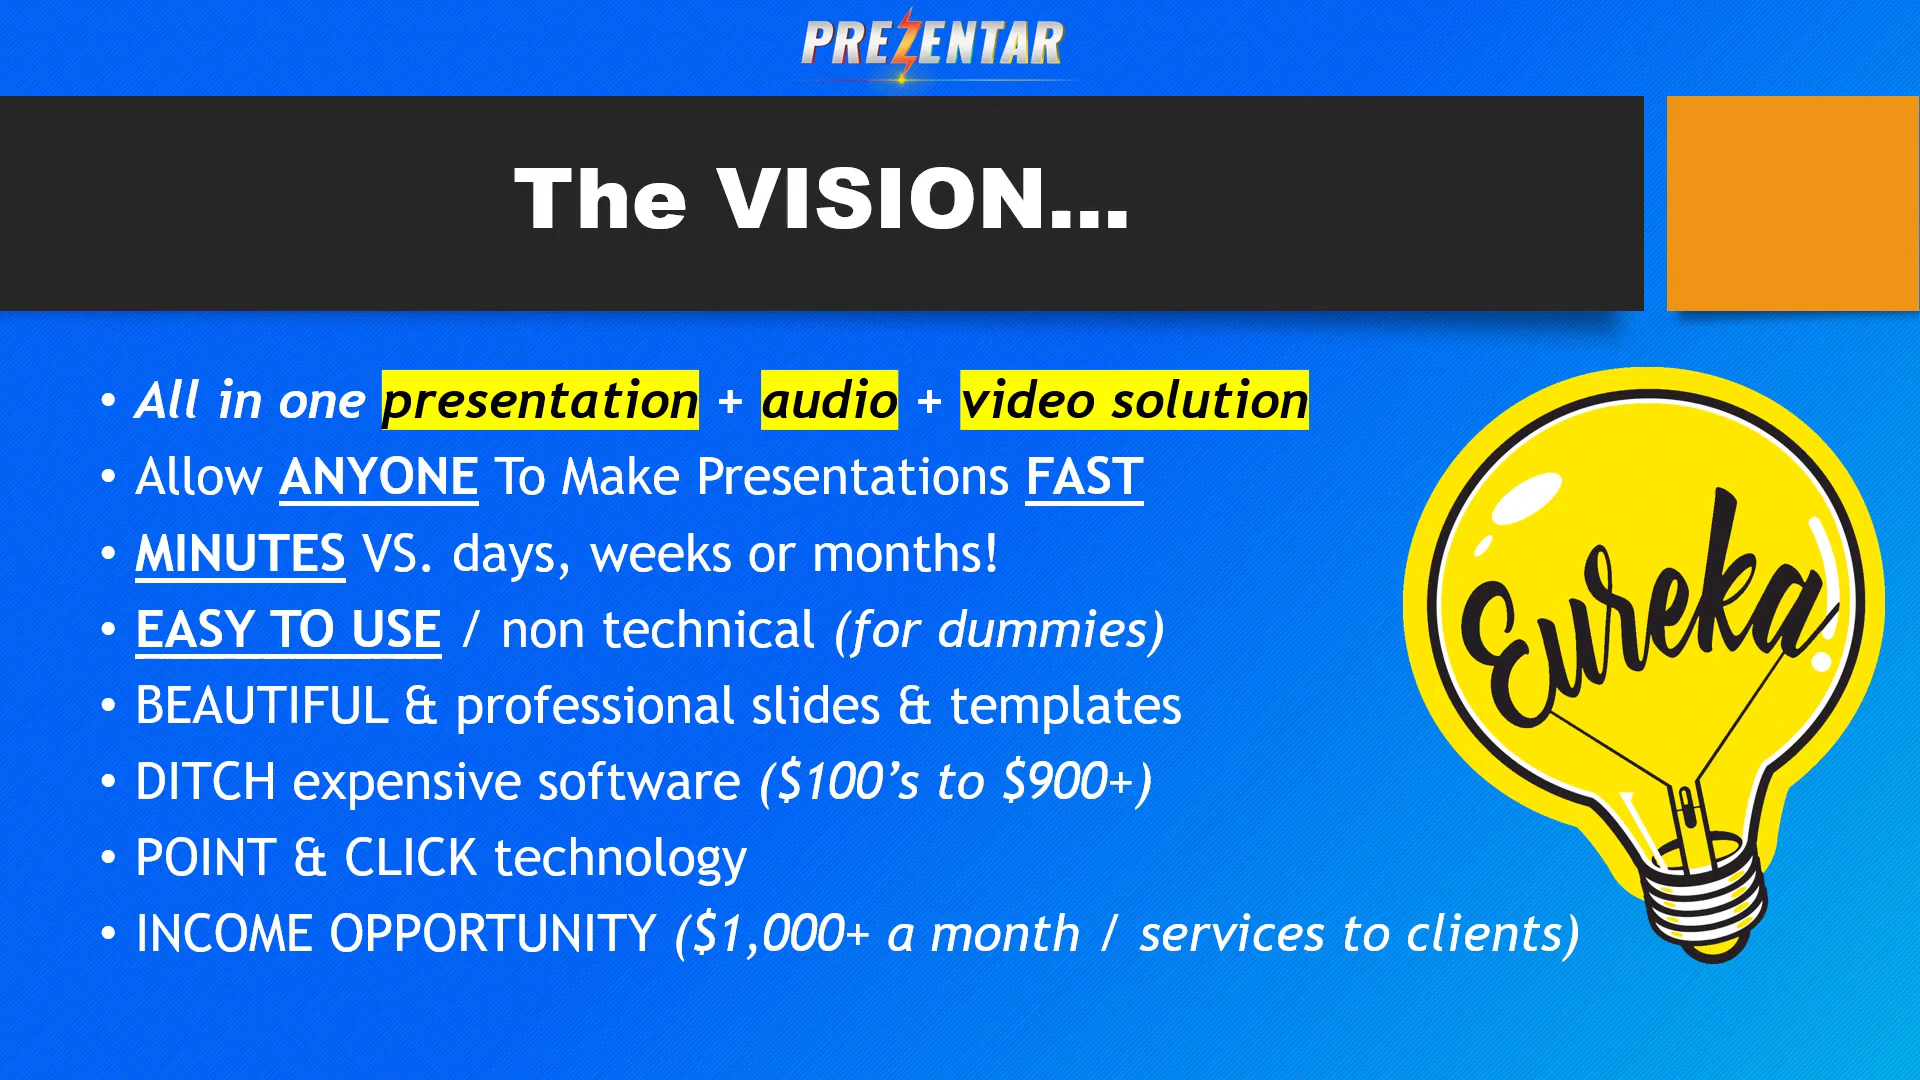 PREZENTAR
The VISION...
• All in one presentation + audio + video solution
• Allow ANYONE To Make Presentations FAST
• MINUTES VS. days, weeks or months!
• EASY TO USE / non technical (for dummies)
• BEAUTIFUL & professional slides & templates
• DITCH expensive software ($100’s to $900+)
• POINT & CLICK technology
• INCOME OPPORTUNITY ($1,000+ a month / services to clients)
Eureka